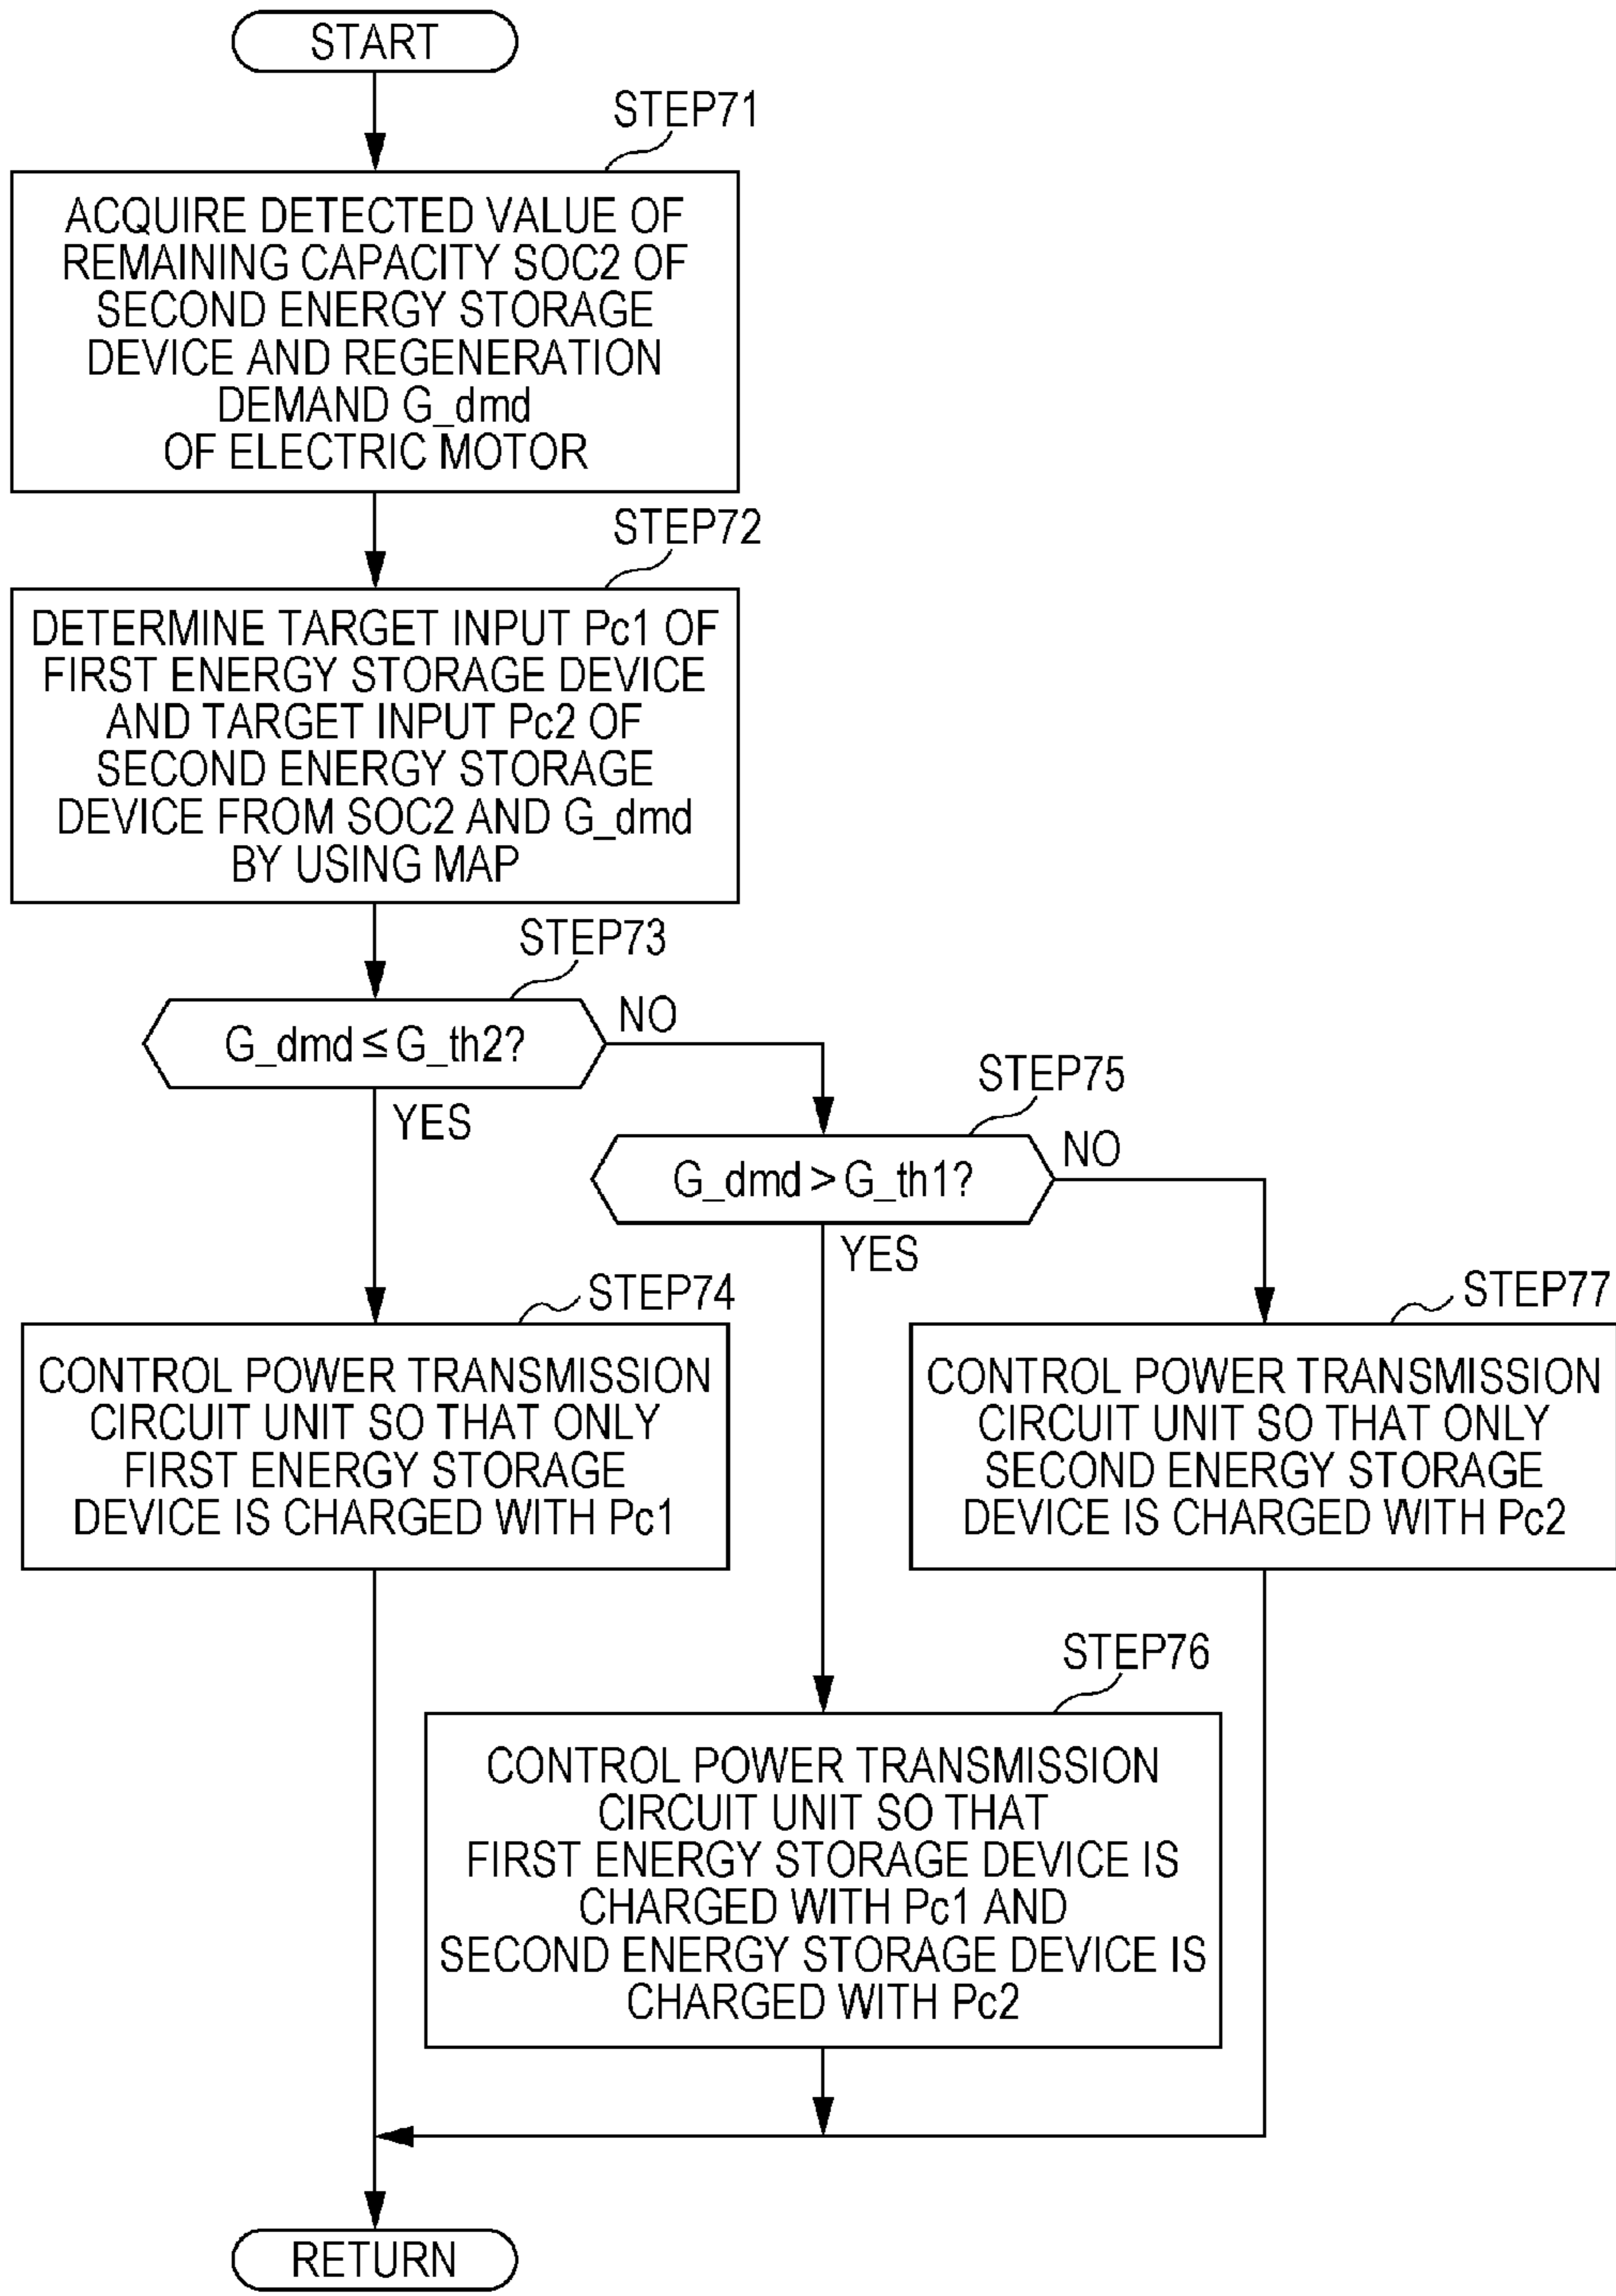 START
STEP71
ACQUIRE DETECTED VALUE OF
REMAINING CAPACITY SOC2 OF
SECOND ENERGY STORAGE
DEVICE AND REGENERATION
DEMAND G_dmd
OF ELECTRIC MOTOR
STEP72
DETERMINE TARGET INPUT Pc1 OF
FIRST ENERGY STORAGE DEVICE
AND TARGET INPUT Pc2 OF
SECOND ENERGY STORAGE
DEVICE FROM SOC2 AND G_dmd
BY USING MAP
STEP73
G_dmd ≤ G_th2?
NO
YES
STEP75
G_dmd > G_th1?
NO
YES
STEP74
CONTROL POWER TRANSMISSION
CIRCUIT UNIT SO THAT ONLY
FIRST ENERGY STORAGE
DEVICE IS CHARGED WITH Pc1
STEP77
CONTROL POWER TRANSMISSION
CIRCUIT UNIT SO THAT ONLY
SECOND ENERGY STORAGE
DEVICE IS CHARGED WITH Pc2
STEP76
CONTROL POWER TRANSMISSION
CIRCUIT UNIT SO THAT
FIRST ENERGY STORAGE DEVICE IS
CHARGED WITH Pc1 AND
SECOND ENERGY STORAGE DEVICE IS
CHARGED WITH Pc2
RETURN